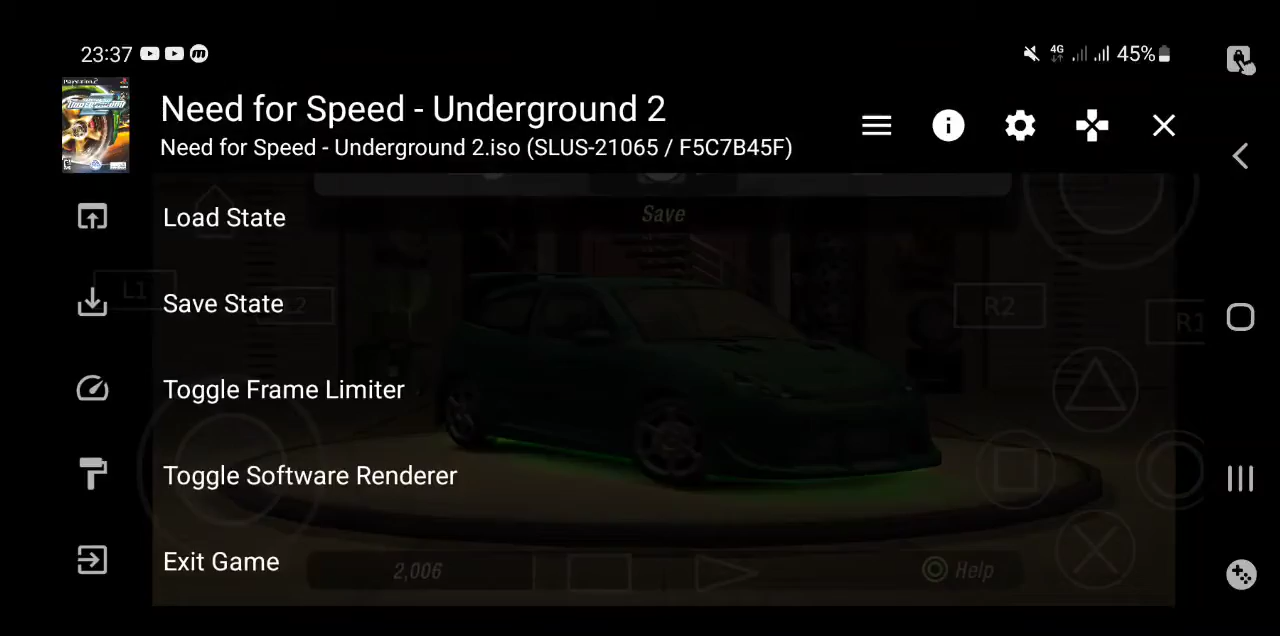 23:37
4G
45%
Need for Speed - Underground 2
Need for Speed - Underground 2.iso (SLUS-21065 / F5C7B45F)
Load State
Save
L1
Save State
L2
R2
R1
Toggle Frame Limiter
Toggle Software Renderer
Exit Game
2,006
Help